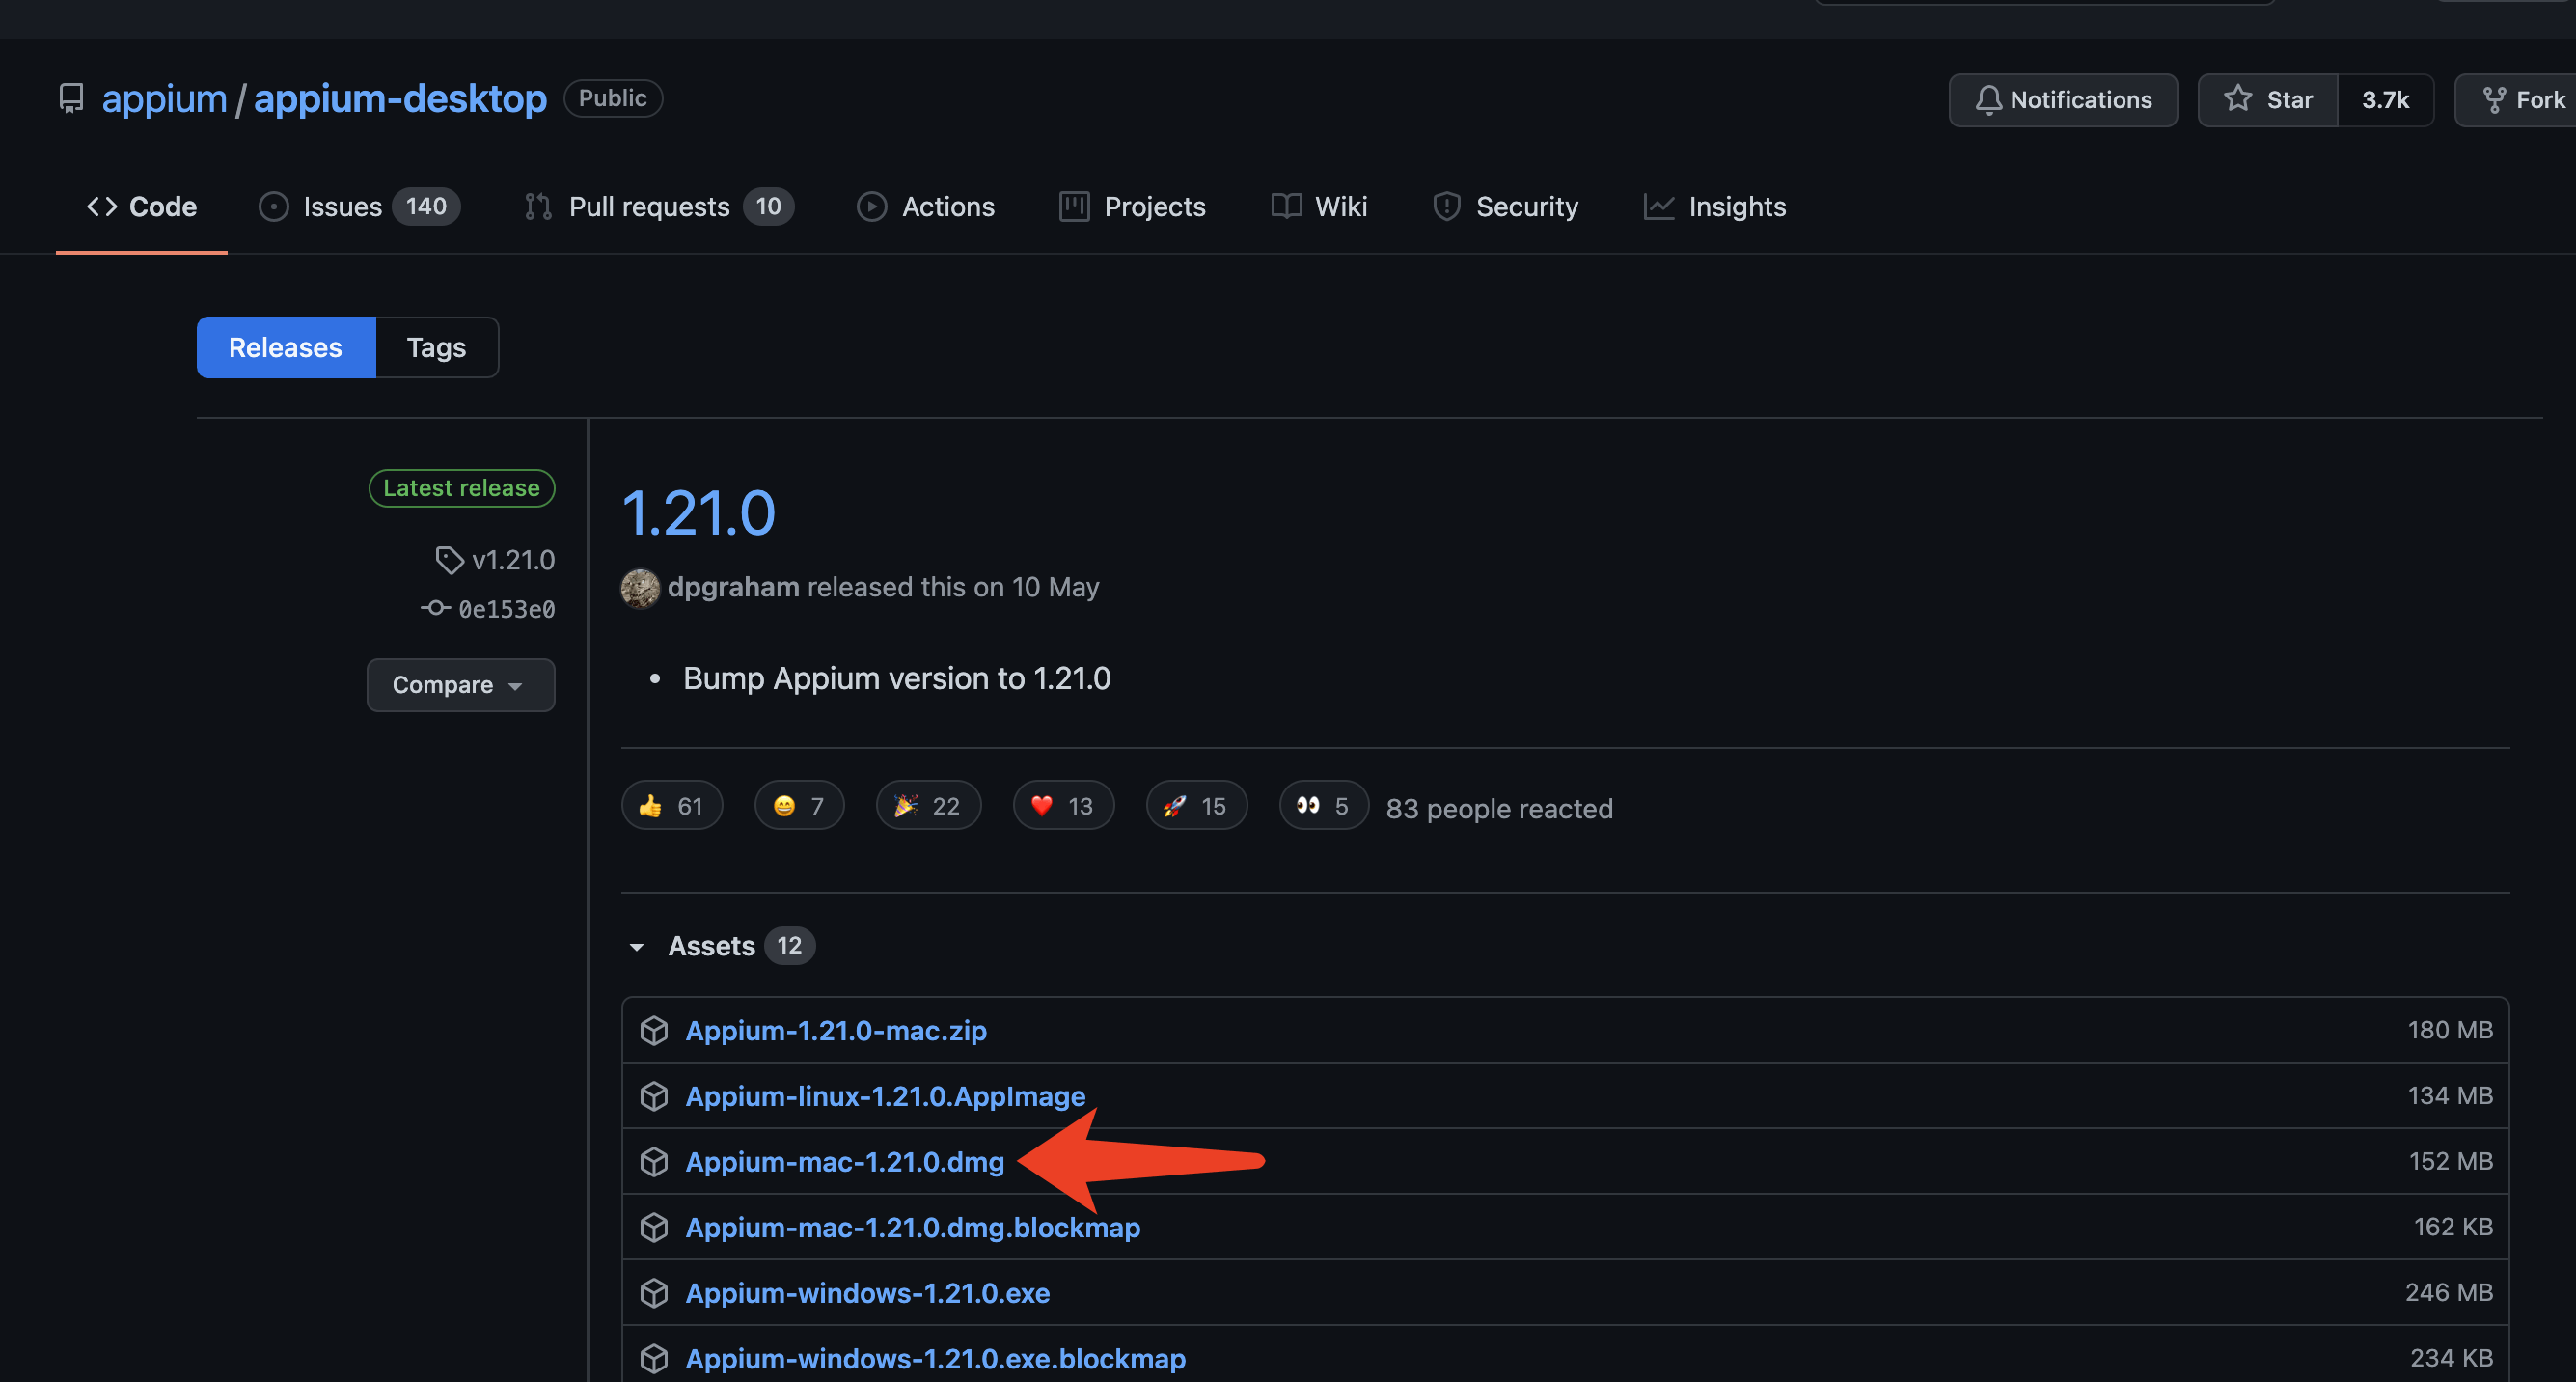 appium / appium-desktop Public
Notifications Star 3.7k Fork
Code Issues 140 Pull requests 10 Actions Projects Wiki Security Insights
Releases Tags
Latest release
v1.21.0
0e153e0
Compare
1.21.0
dpgraham released this on 10 May
• Bump Appium version to 1.21.0
👍 61 😄 7 🎉 22 ❤️ 13 🚀 15 👀 5 83 people reacted
Assets 12
Appium-1.21.0-mac.zip 180 MB
Appium-linux-1.21.0.AppImage 134 MB
Appium-mac-1.21.0.dmg 152 MB
Appium-mac-1.21.0.dmg.blockmap 162 KB
Appium-windows-1.21.0.exe 246 MB
Appium-windows-1.21.0.exe.blockmap 234 KB